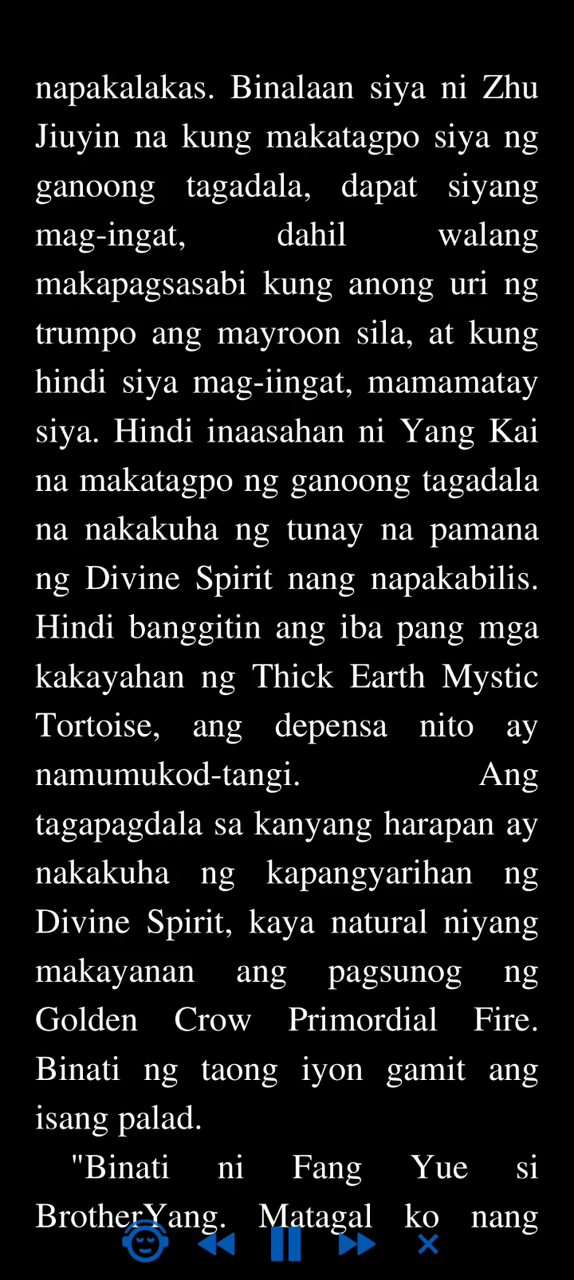 napakalakas. Binalaan siya ni Zhu
Jiuyin na kung makatagpo siya ng
ganoong tagadala, dapat siyang
mag-ingat, dahil walang
makapagsasabi kung anong uri ng
trumpo ang mayroon sila, at kung
hindi siya mag-iingat, mamamatay
siya. Hindi inaasahan ni Yang Kai
na makatagpo ng ganoong tagadala
na nakakuha ng tunay na pamana
ng Divine Spirit nang napakabilis.
Hindi banggitin ang iba pang mga
kakayahan ng Thick Earth Mystic
Tortoise, ang depensa nito ay
namumukod-tangi. Ang
tagapagdala sa kanyang harapan ay
nakakuha ng kapangyarihan ng
Divine Spirit, kaya natural niyang
makayanan ang pagsunog ng
Golden Crow Primordial Fire.
Binati ng taong iyon gamit ang
isang palad.
"Binati ni Fang Yue si
BrotherYang. Matagal ko nang